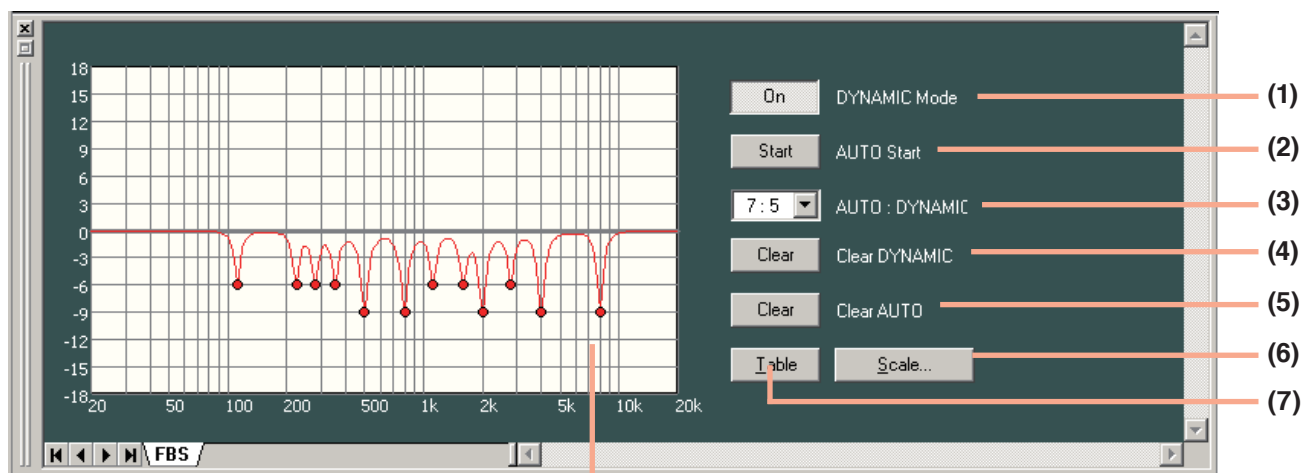 18
15
12
9
6
3
0
-3
-6
-9
-12
-15
-18
20 50 100 200 500 1k 2k 5k 10k 20k
On DYNAMIC Mode (1)
Start AUTO Start (2)
7 : 5 AUTO : DYNAMIC (3)
Clear Clear DYNAMIC (4)
Clear Clear AUTO (5)
Table Scale... (6)
(7)
FBS